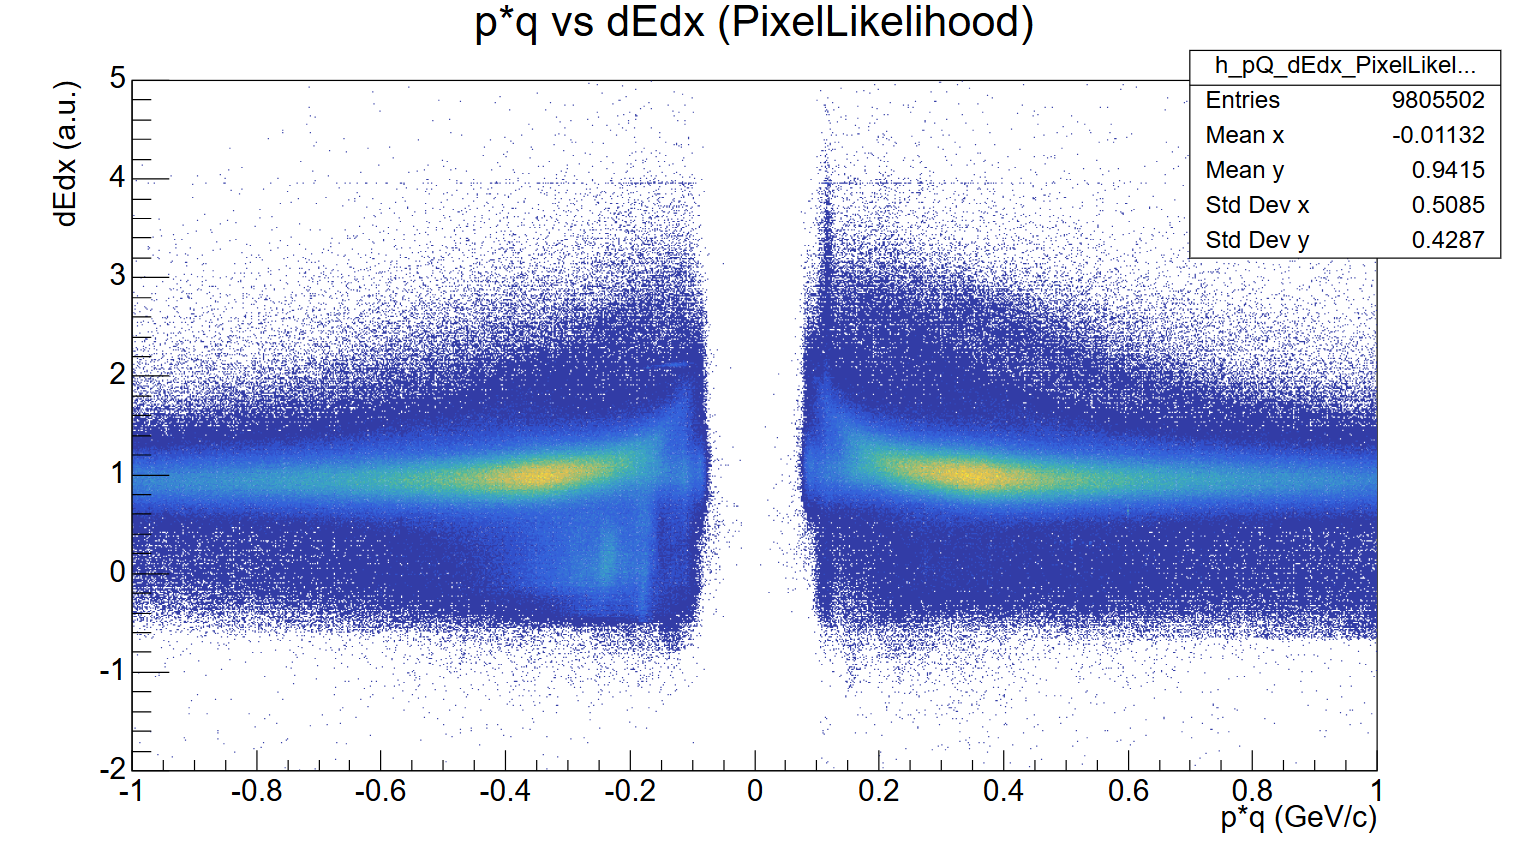 p*q vs dEdx (PixelLikelihood)
h_pQ_dEdx_PixelLikel...
Entries 9805502
Mean x -0.01132
Mean y 0.9415
Std Dev x 0.5085
Std Dev y 0.4287
dEdx (a.u.)
5
4
3
2
1
0
-1
-2
-1 -0.8 -0.6 -0.4 -0.2 0 0.2 0.4 0.6 0.8 1
p*q (GeV/c)